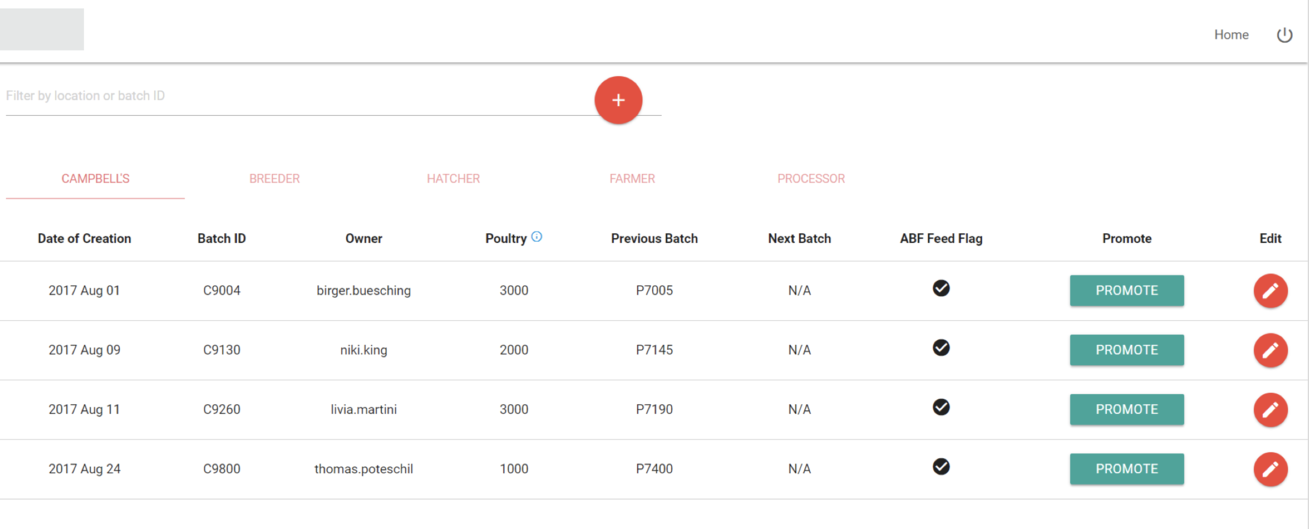 Home
Filter by location or batch ID
CAMPBELL'S BREEDER HATCHER FARMER PROCESSOR
Date of Creation Batch ID Owner Poultry Previous Batch Next Batch ABF Feed Flag Promote Edit
2017 Aug 01 C9004 birger.buesching 3000 P7005 N/A PROMOTE
2017 Aug 09 C9130 niki.king 2000 P7145 N/A PROMOTE
2017 Aug 11 C9260 livia.martini 3000 P7190 N/A PROMOTE
2017 Aug 24 C9800 thomas.poteschil 1000 P7400 N/A PROMOTE